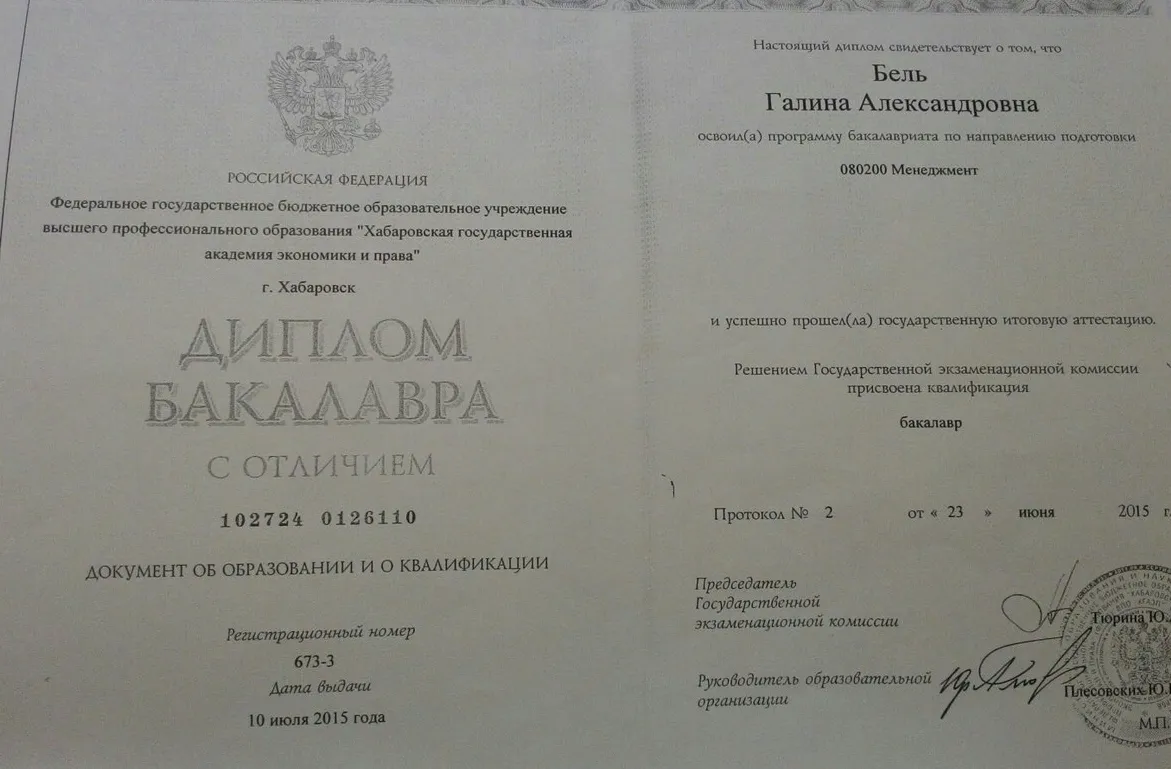 РОССИЙСКАЯ ФЕДЕРАЦИЯ
Федеральное государственное бюджетное образовательное учреждение
высшего профессионального образования "Хабаровская государственная
академия экономики и права"
г. Хабаровск
ДИПЛОМ
БАКАЛАВРА
С ОТЛИЧИЕМ
102724 0126110
ДОКУМЕНТ ОБ ОБРАЗОВАНИИ И О КВАЛИФИКАЦИИ
Регистрационный номер
673-3
Дата выдачи
10 июля 2015 года
Настоящий диплом свидетельствует о том, что
Бель
Галина Александровна
освоил(а) программу бакалавриата по направлению подготовки
080200 Менеджмент
и успешно прошел(ла) государственную итоговую аттестацию.
Решением Государственной экзаменационной комиссии
присвоена квалификация
бакалавр
Протокол № 2 от « 23 » июня 2015 г.
Председатель
Государственной
экзаменационной комиссии
Тюрина Ю.
Руководитель образовательной
организации
Плесовских Ю.
М.П.